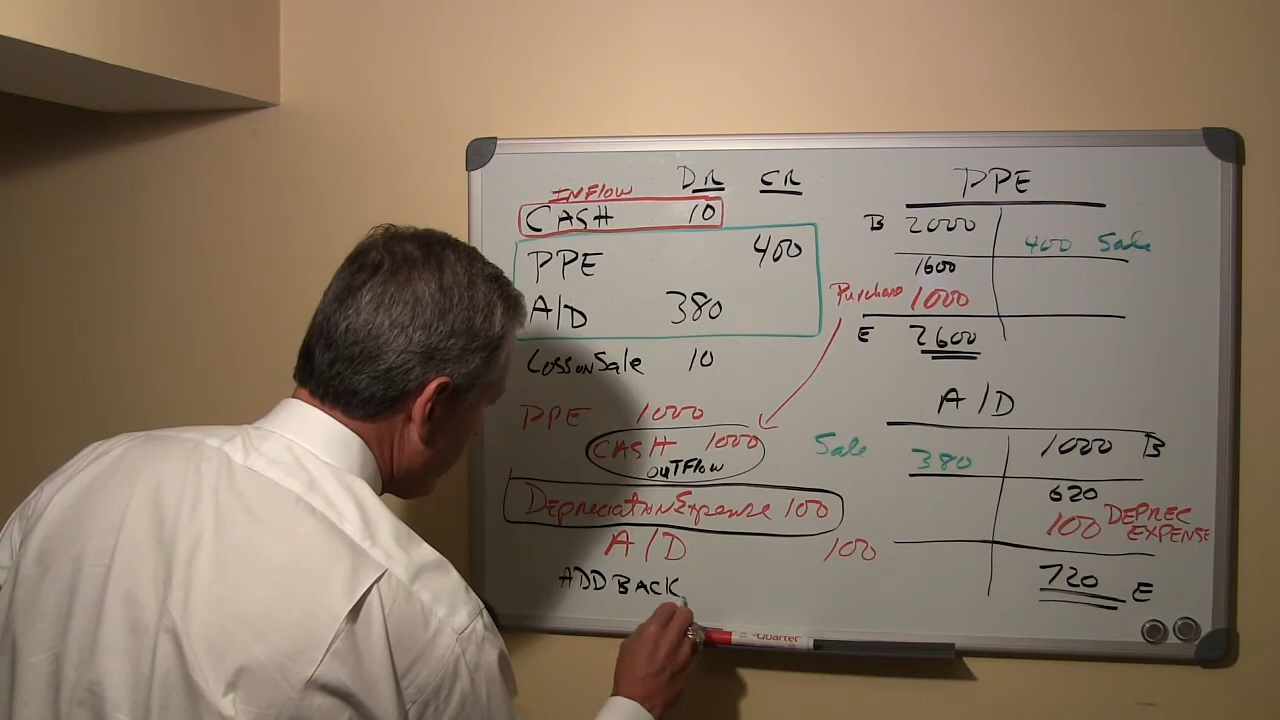 DR CR
INFLOW
CASH 10
PPE 400
A/D 380
Loss on Sale 10
PPE 1000
CASH 1000
OUTFLOW
Depreciation Expense 100
A/D 100
ADD BACK
PPE
B 2000
400 Sale
1600
Purchase 1000
E 2600
A/D
1000 B
Sale 380
620
100 DEPREC
EXPENSE
720 E
Quartet